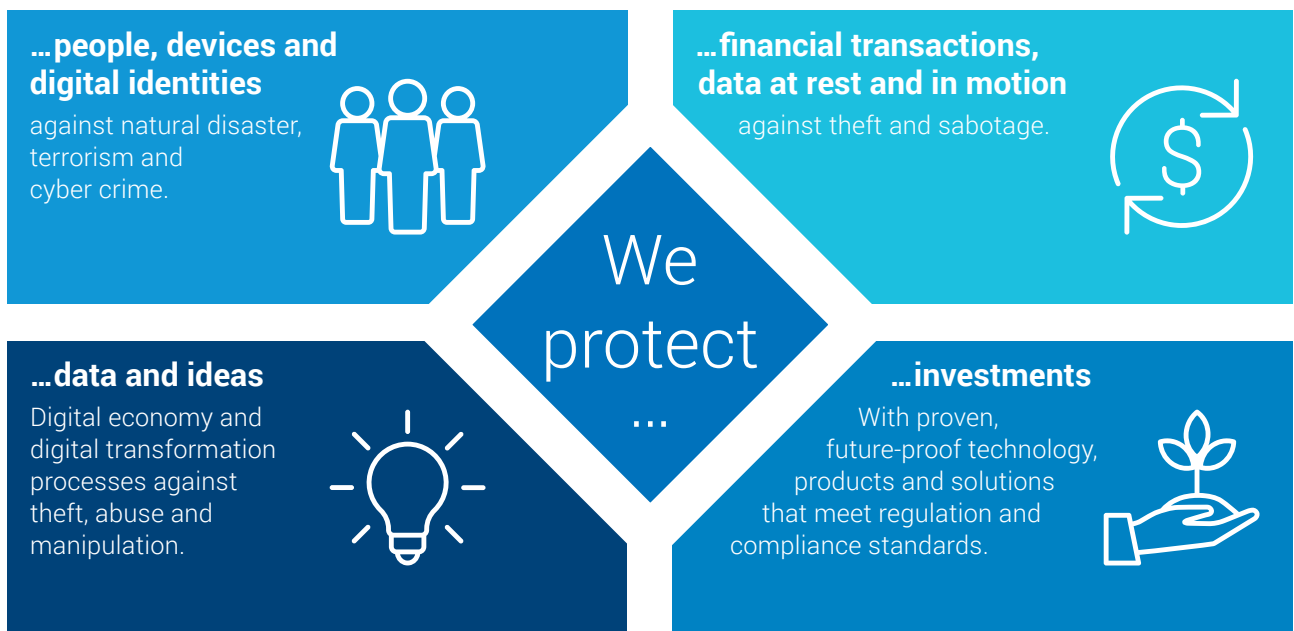 ...people, devices and
digital identities
against natural disaster,
terrorism and
cyber crime.
...financial transactions,
data at rest and in motion
against theft and sabotage.
$
We
protect
...
...data and ideas
Digital economy and
digital transformation
processes against
theft, abuse and
manipulation.
...investments
With proven,
future-proof technology,
products and solutions
that meet regulation and
compliance standards.